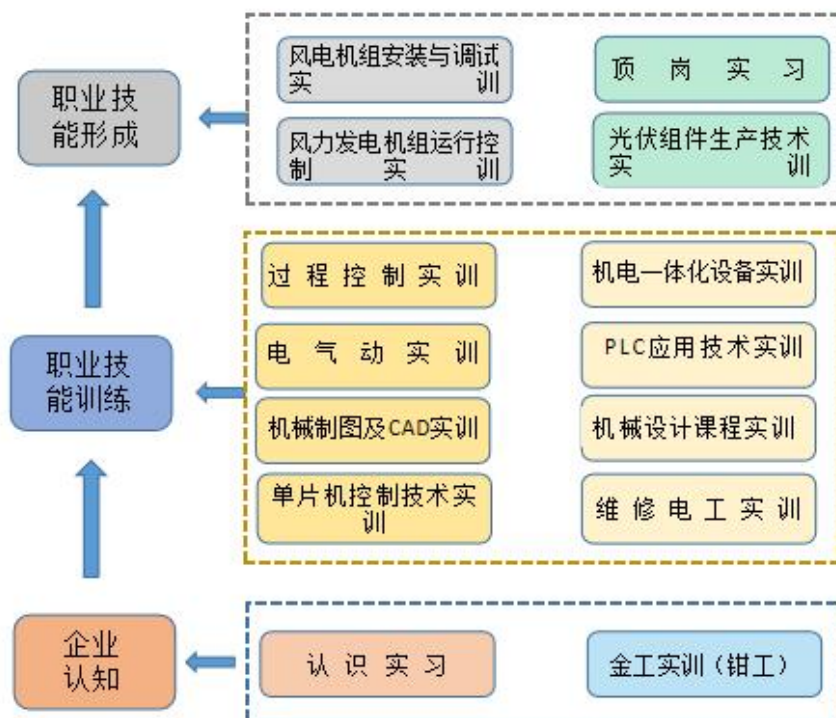 职业技
能形成
风电机组安装与调试
实训
顶岗实习
风力发电机组运行控
制实训
光伏组件生产技术
实训
职业技
能训练
过程控制实训
机电一体化设备实训
电气动实训
PLC应用技术实训
机械制图及CAD实训
机械设计课程实训
单片机控制技术实
训
维修电工实训
企业
认知
认识实习
金工实训（钳工）